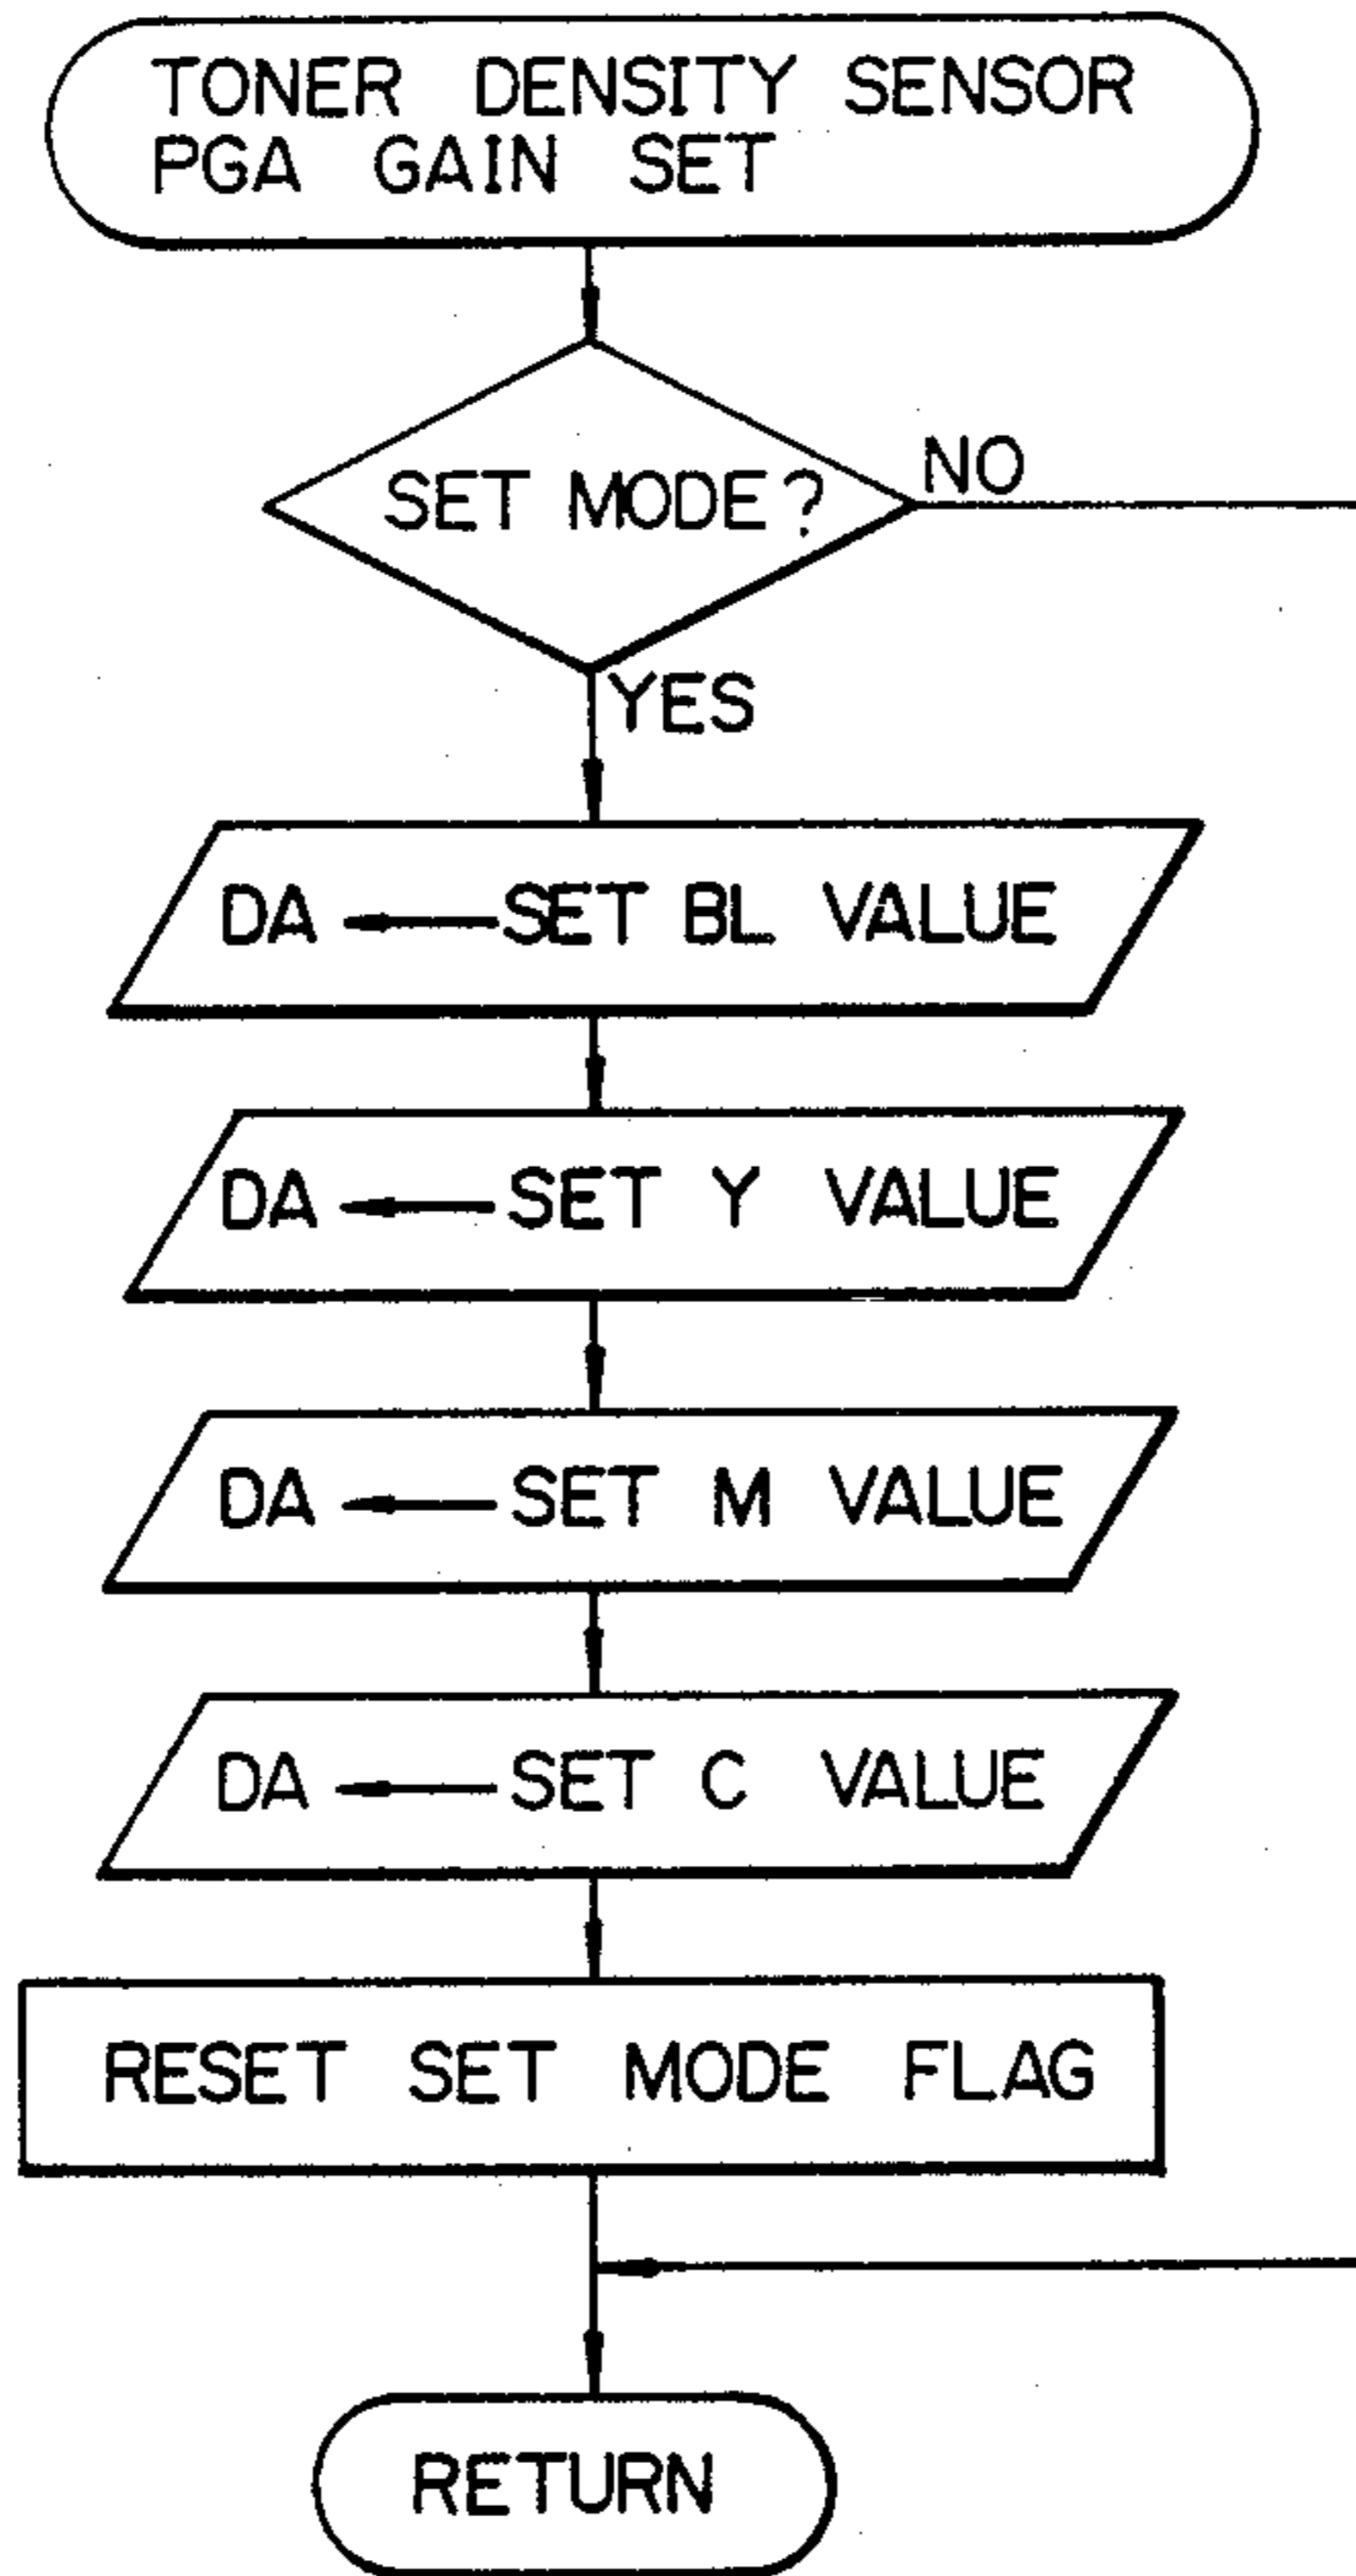 TONER DENSITY SENSOR
PGA GAIN SET
SET MODE?
NO
YES
DA ← SET BL VALUE
DA ← SET Y VALUE
DA ← SET M VALUE
DA ← SET C VALUE
RESET SET MODE FLAG
RETURN